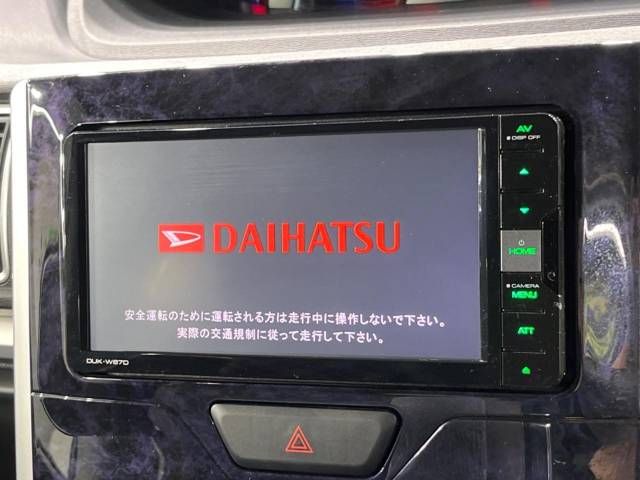 AV
DISP OFF
DAIHATSU
HOME
CAMERA
MENU
安全運転のために運転される方は走行中に操作しないで下さい。
実際の交通規制に従って走行して下さい。
ATT
DUK-W67D